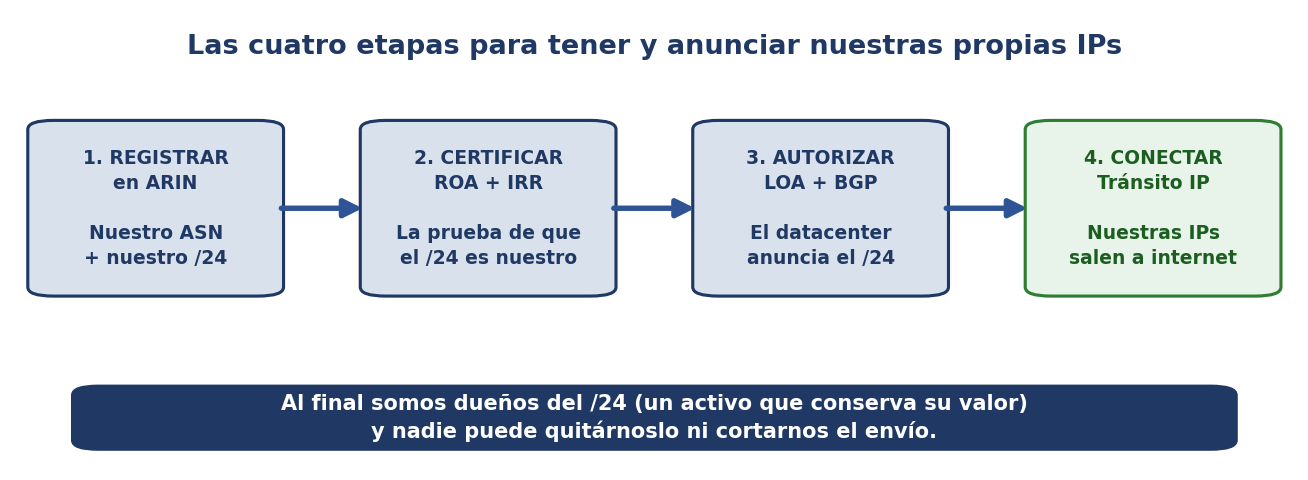 Las cuatro etapas para tener y anunciar nuestras propias IPs
1. REGISTRAR
en ARIN
Nuestro ASN
+ nuestro /24
2. CERTIFICAR
ROA + IRR
La prueba de que
el /24 es nuestro
3. AUTORIZAR
LOA + BGP
El datacenter
anuncia el /24
4. CONECTAR
Tránsito IP
Nuestras IPs
salen a internet
Al final somos dueños del /24 (un activo que conserva su valor)
y nadie puede quitárnoslo ni cortarnos el envío.